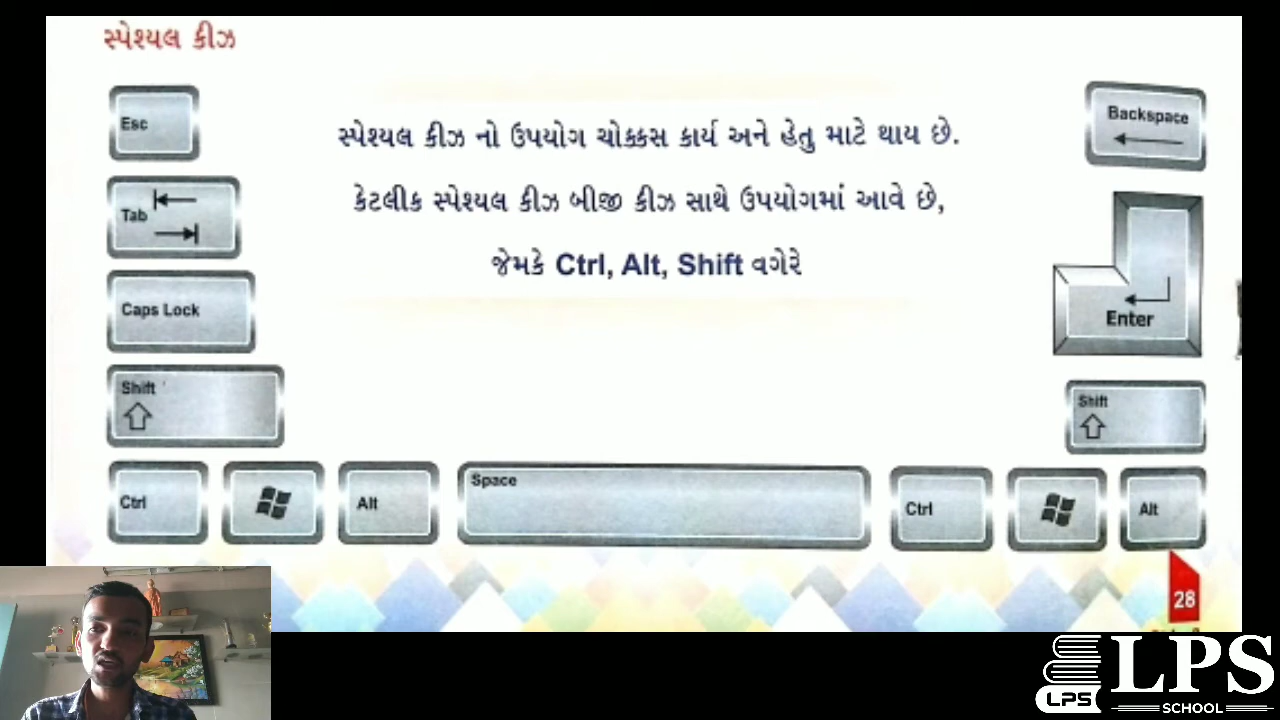 સ્પેશ્યલ કીઝ
Esc
Backspace
સ્પેશ્યલ કીઝ નો ઉપયોગ ચોક્કસ કાર્ય અને હેતુ માટે થાય છે.
Tab
કેટલીક સ્પેશ્યલ કીઝ બીજી કીઝ સાથે ઉપયોગમાં આવે છે,
જેમકે Ctrl, Alt, Shift વગેરે
Caps Lock
Enter
Shift
Shift
Ctrl
Alt
Space
Ctrl
Alt
28
LPS
LPS
SCHOOL